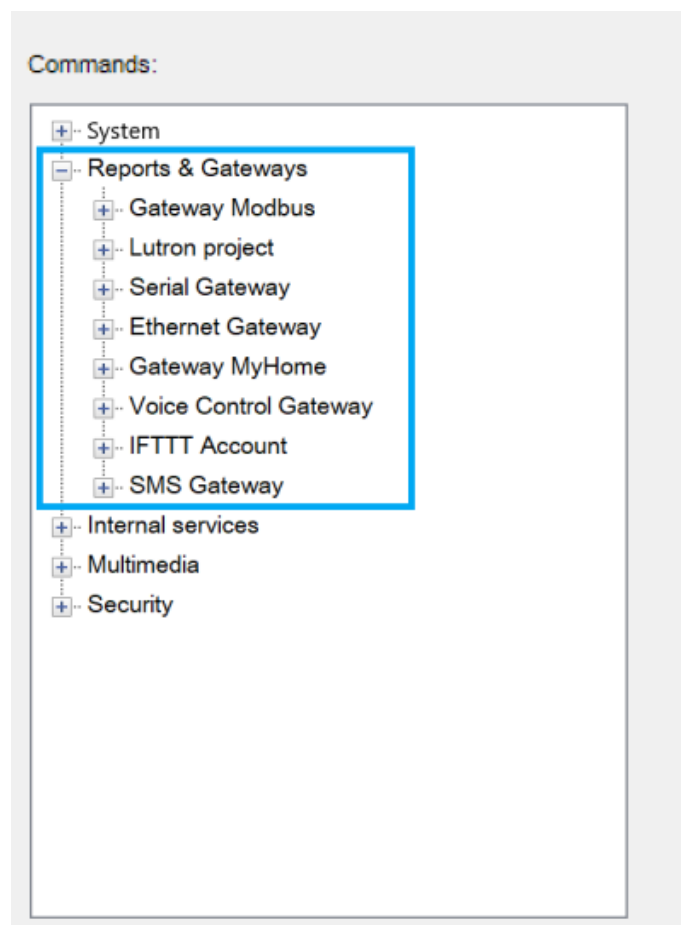 Commands:
System
Reports & Gateways
Gateway Modbus
Lutron project
Serial Gateway
Ethernet Gateway
Gateway MyHome
Voice Control Gateway
IFTTT Account
SMS Gateway
Internal services
Multimedia
Security